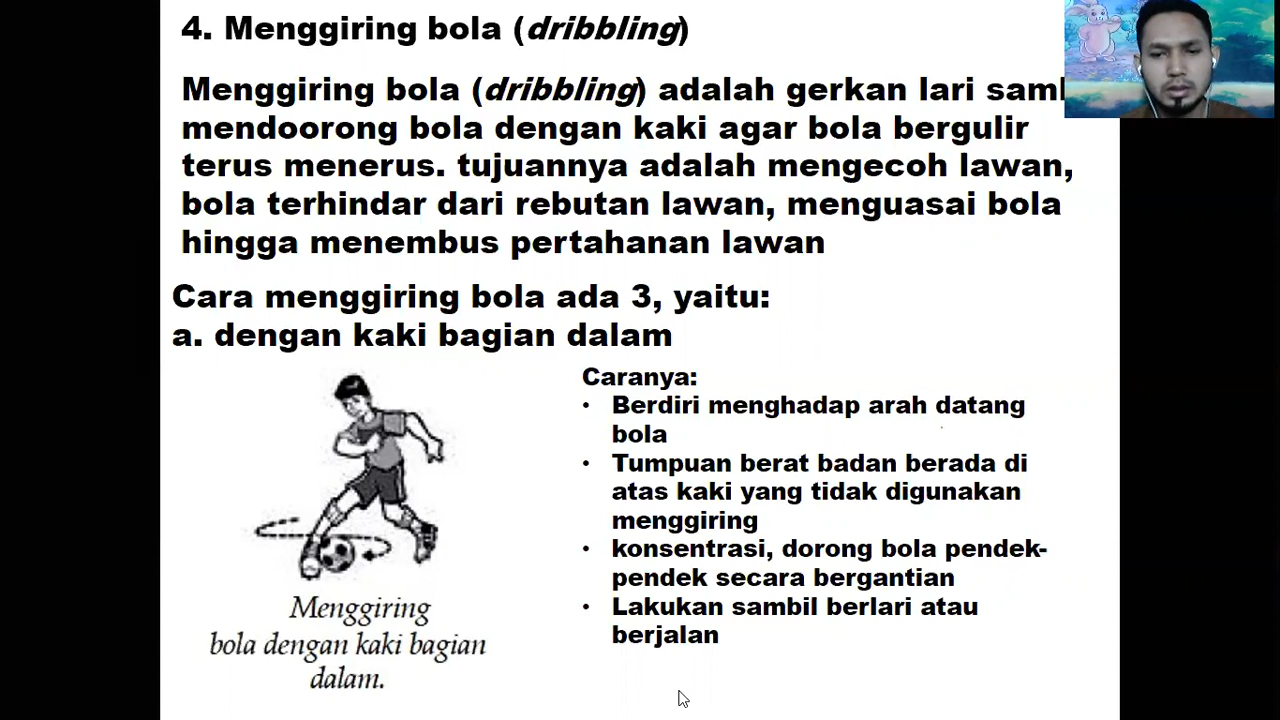 4. Menggiring bola (dribbling)
Menggiring bola (dribbling) adalah gerkan lari
mendoorong bola dengan kaki agar bola bergulir
terus menerus. tujuannya adalah mengecoh lawan,
bola terhindar dari rebutan lawan, menguasai bola
hingga menembus pertahanan lawan
Cara menggiring bola ada 3, yaitu:
a. dengan kaki bagian dalam
Caranya:
• Berdiri menghadap arah datang
bola
• Tumpuan berat badan berada di
atas kaki yang tidak digunakan
menggiring
• konsentrasi, dorong bola pendek-
pendek secara bergantian
• Lakukan sambil berlari atau
berjalan
Menggiring
bola dengan kaki bagian
dalam.